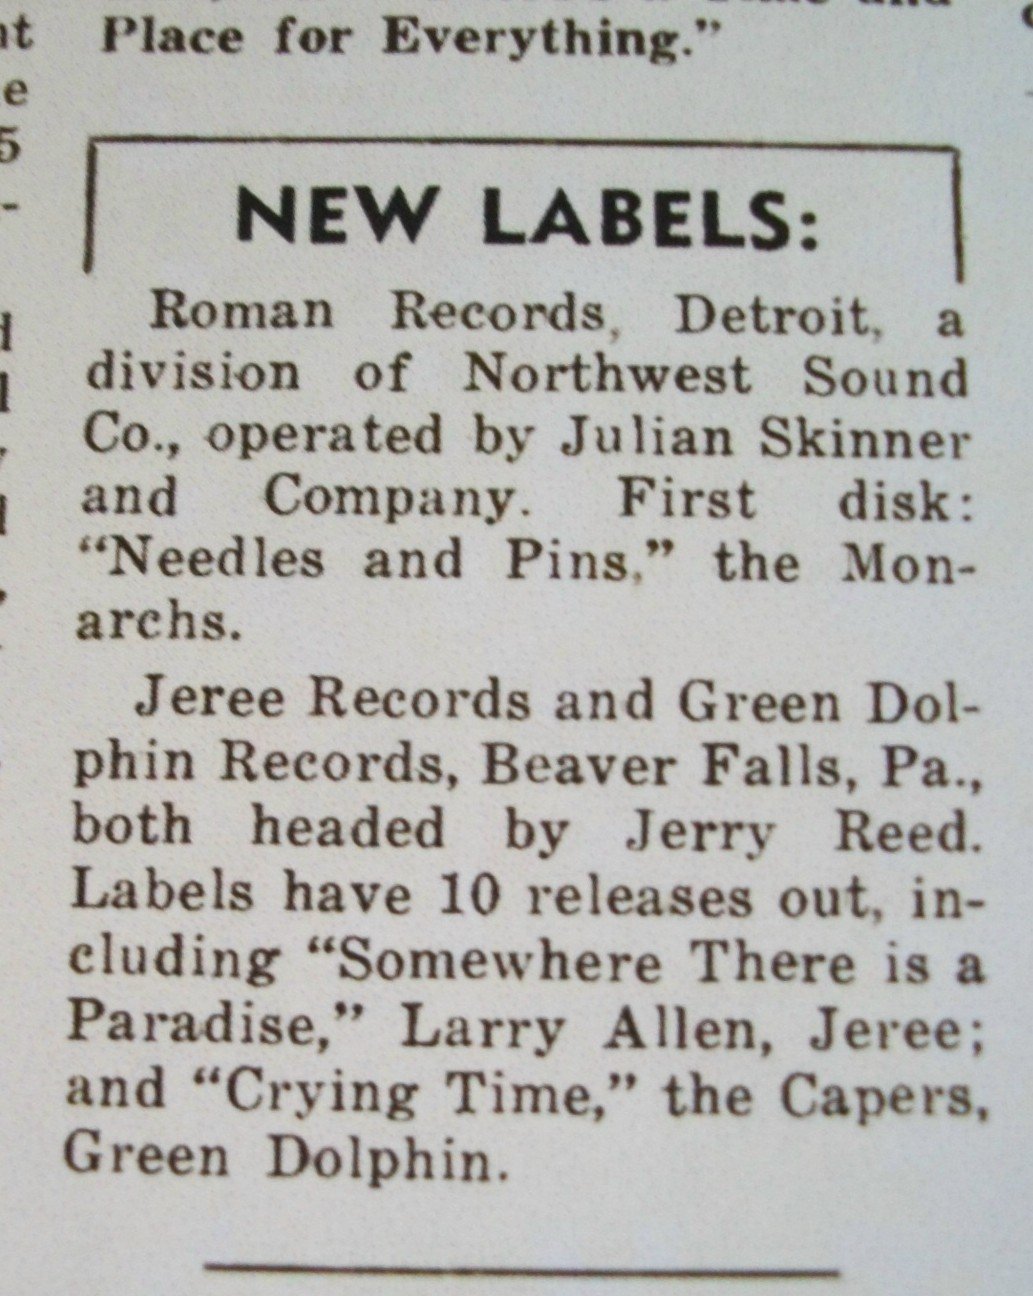 Place for Everything."
NEW LABELS:
Roman Records, Detroit, a
division of Northwest Sound
Co., operated by Julian Skinner
and Company. First disk:
“Needles and Pins,” the Mon-
archs.
Jeree Records and Green Dol-
phin Records, Beaver Falls, Pa.,
both headed by Jerry Reed.
Labels have 10 releases out, in-
cluding “Somewhere There is a
Paradise,” Larry Allen, Jeree;
and “Crying Time,” the Capers,
Green Dolphin.